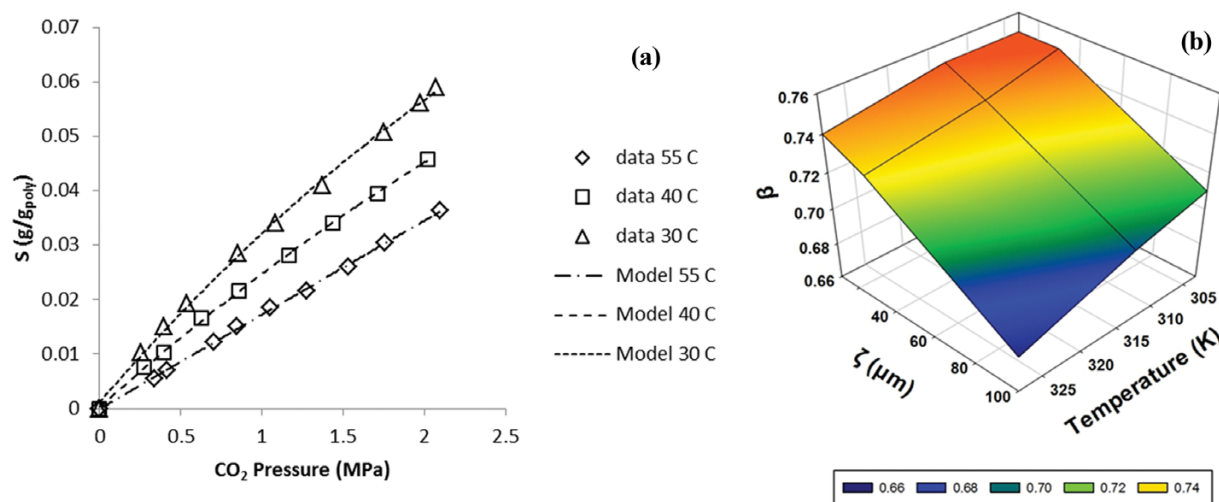 (a)
0.07
0.06
0.05
0.04
0.03
0.02
0.01
0
S (g/gpoly)
0 0.5 1 1.5 2 2.5
CO2 Pressure (MPa)
data 55 C
data 40 C
data 30 C
Model 55 C
Model 40 C
Model 30 C
(b)
0.76
0.74
0.72
0.70
0.68
0.66
β
40
60
80
100
ζ (μm)
305
310
315
320
325
Temperature (K)
0.66 0.68 0.70 0.72 0.74